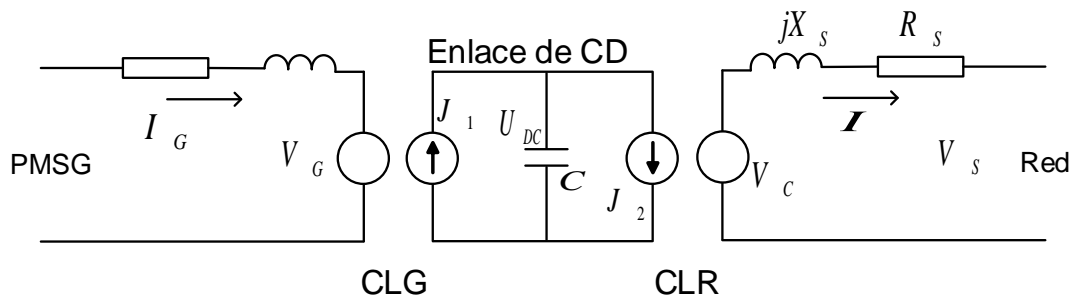 jX S
R S
Enlace de CD
I G
J 1
U DC
I
PMSG
V G
C
V C
V S
Red
J 2
CLG
CLR